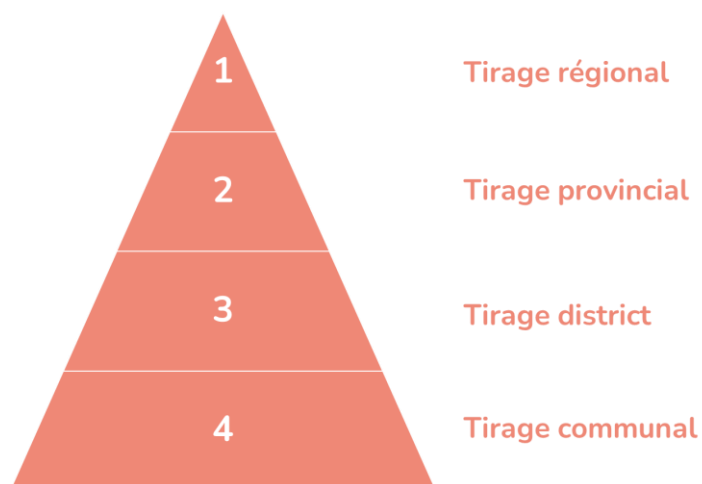 1 Tirage régional
2 Tirage provincial
3 Tirage district
4 Tirage communal